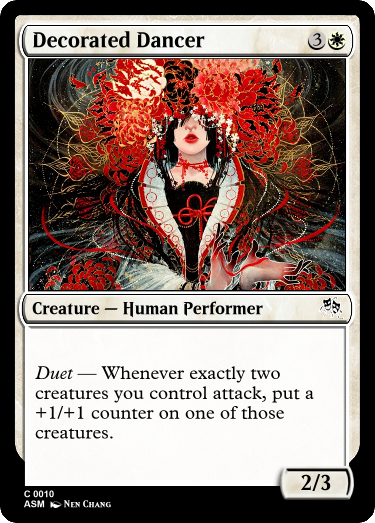 Decorated Dancer 3
Creature — Human Performer
Duet — Whenever exactly two
creatures you control attack, put a
+1/+1 counter on one of those
creatures.
2/3
C 0010
ASM Nen Chang